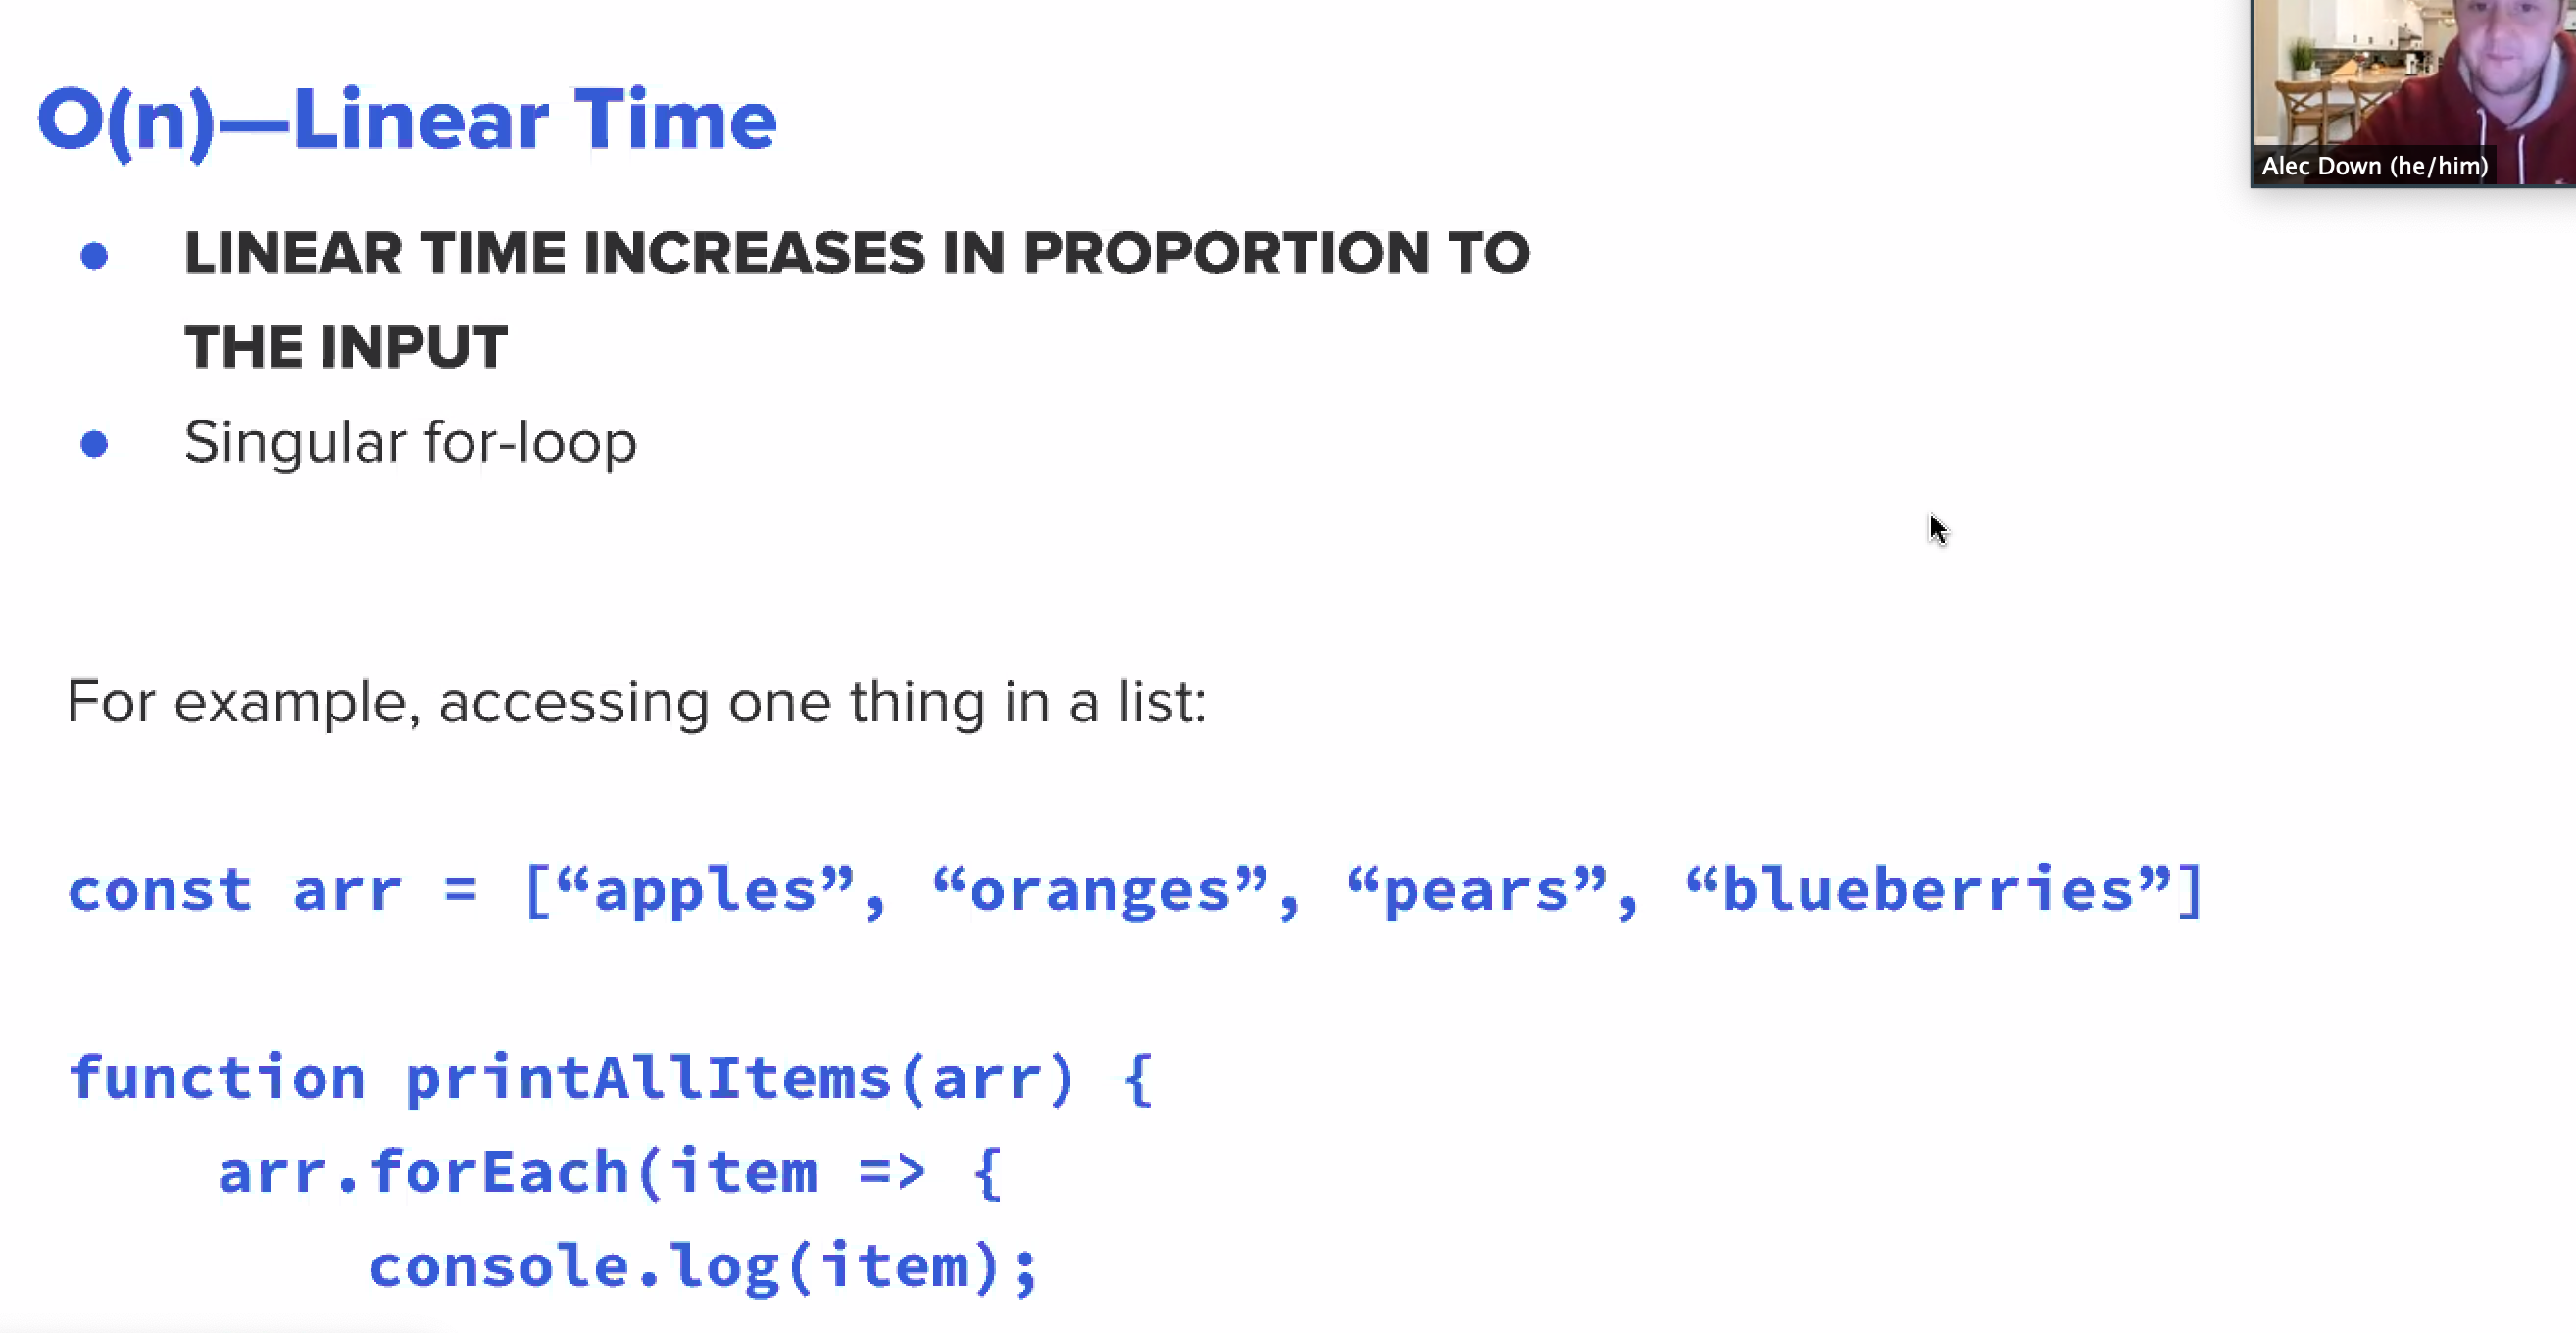 O(n)—Linear Time
LINEAR TIME INCREASES IN PROPORTION TO
THE INPUT
Singular for-loop
For example, accessing one thing in a list:
const arr = [“apples”, “oranges”, “pears”, “blueberries”]
function printAllItems(arr) {
arr.forEach(item => {
console.log(item);
Alec Down (he/him)